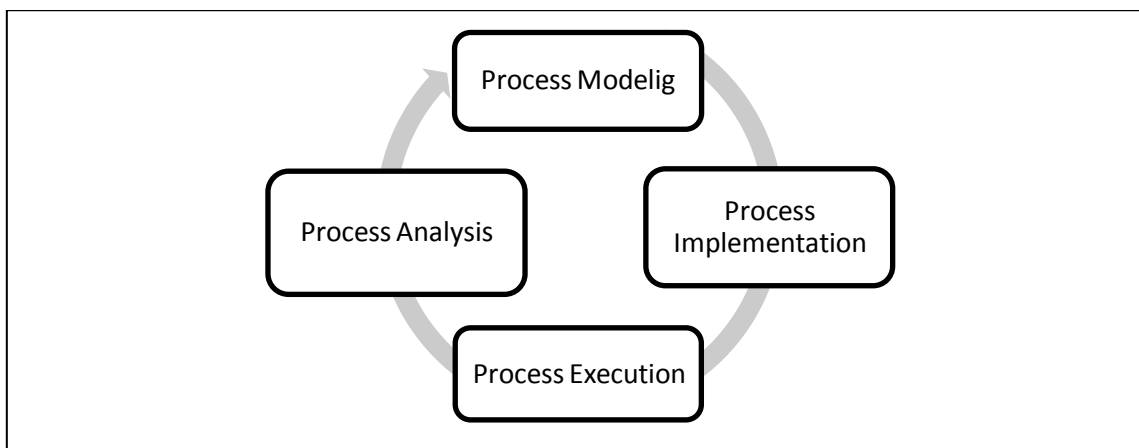 Process Modelig
Process
Implementation
Process Analysis
Process Execution